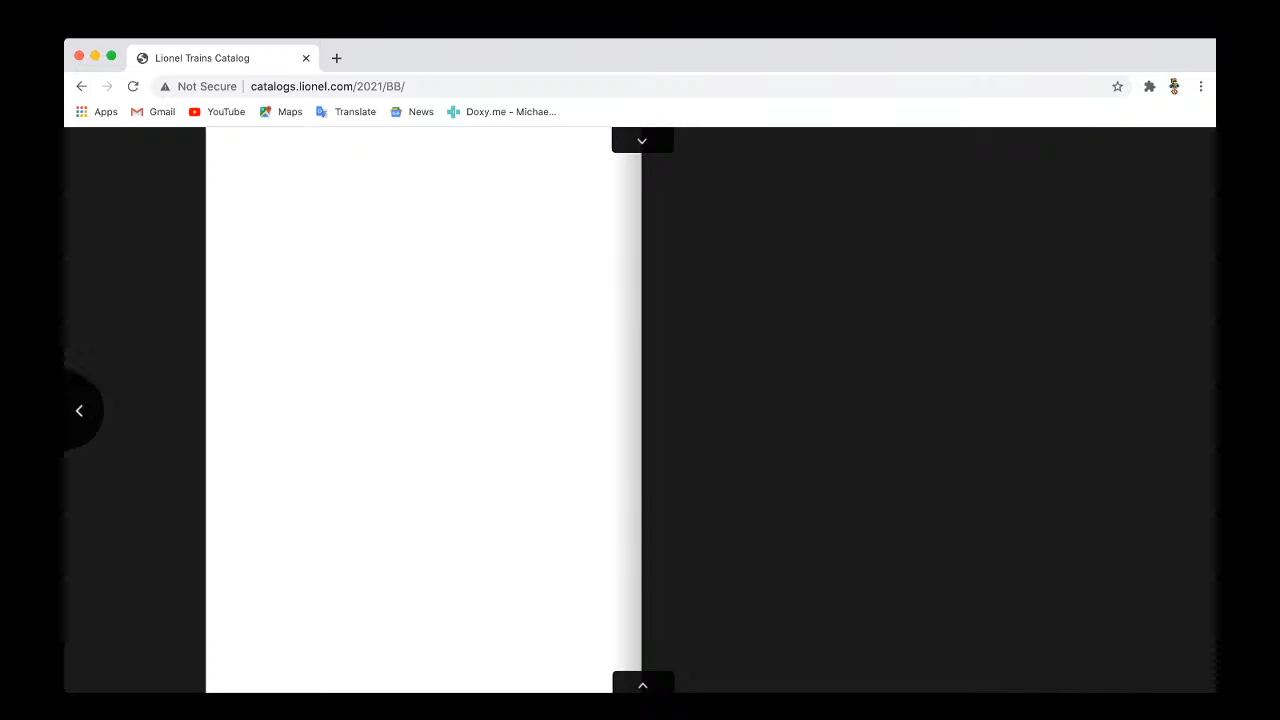 Lionel Trains Catalog
Not Secure catalogs.lionel.com/2021/BB/
Apps Gmail YouTube Maps Translate News Doxy.me - Michae...